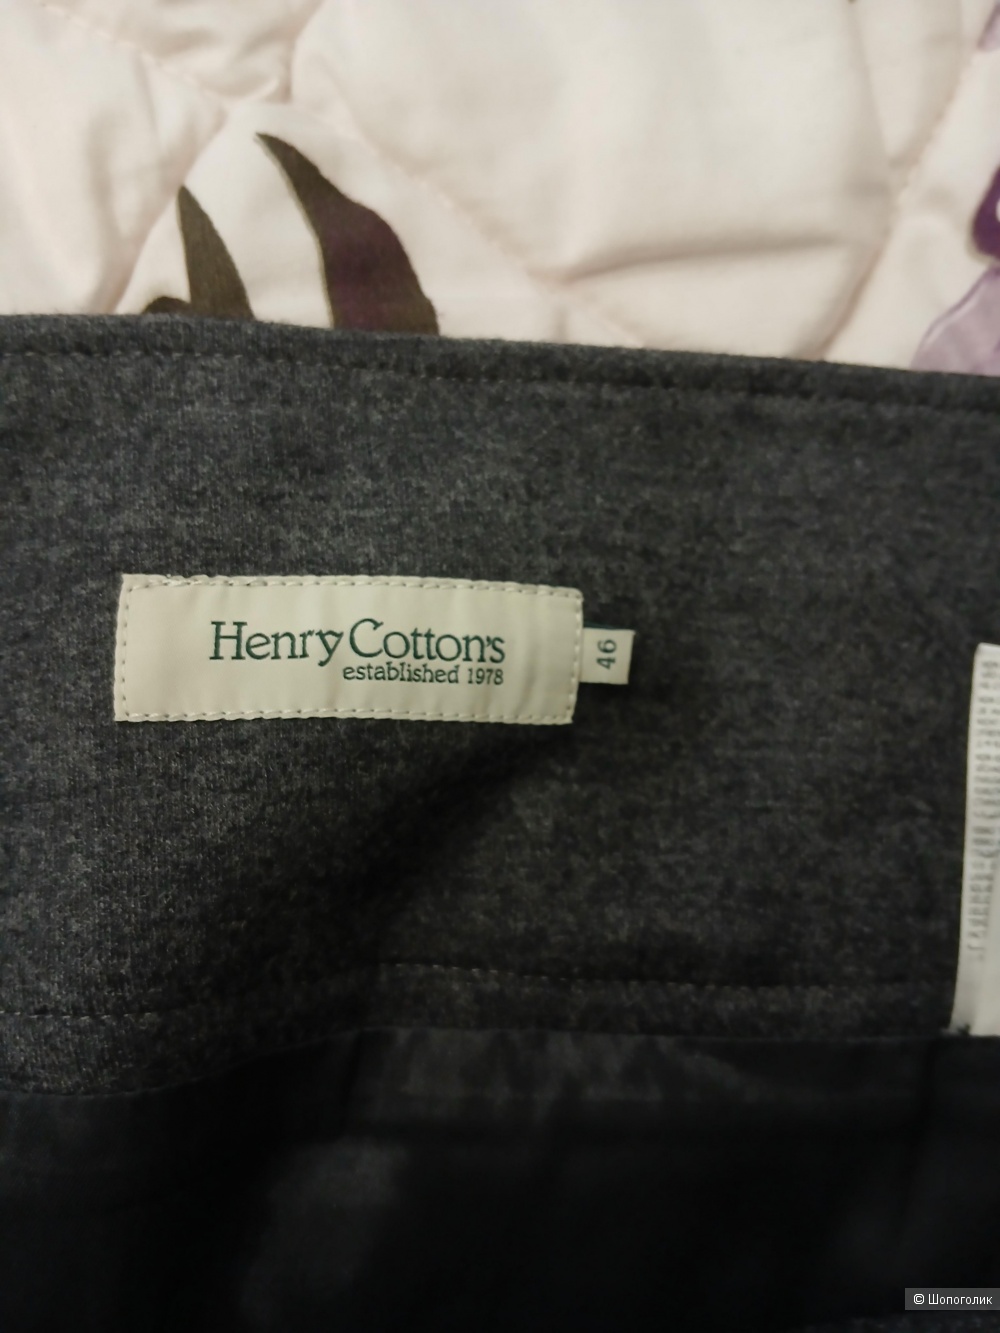 Henry Cotton's
established 1978
46
© Шопоголик